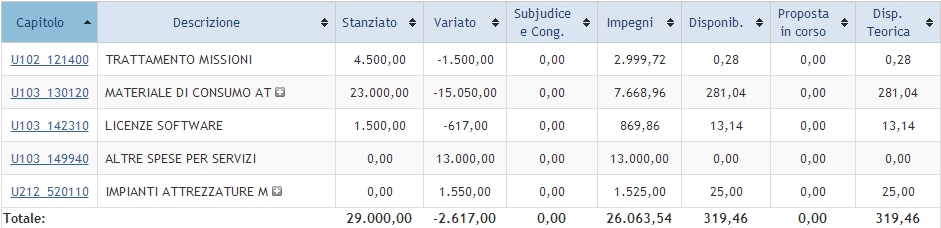 Capitolo Descrizione Stanziato Variato Subjudice e Cong. Impegni Disponib. Proposta in corso Disp. Teorica
U102_121400 TRATTAMENTO MISSIONI 4.500,00 -1.500,00 0,00 2.999,72 0,28 0,00 0,28
U103_130120 MATERIALE DI CONSUMO AT 23.000,00 -15.050,00 0,00 7.668,96 281,04 0,00 281,04
U103_142310 LICENZE SOFTWARE 1.500,00 -617,00 0,00 869,86 13,14 0,00 13,14
U103_149940 ALTRE SPESE PER SERVIZI 0,00 13.000,00 0,00 13.000,00 0,00 0,00 0,00
U212_520110 IMPIANTI ATTREZZATURE M 0,00 1.550,00 0,00 1.525,00 25,00 0,00 25,00
Totale: 29.000,00 -2.617,00 0,00 26.063,54 319,46 0,00 319,46